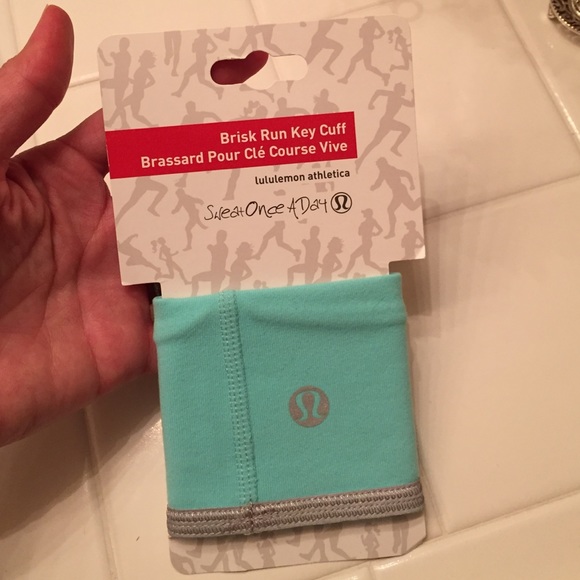 Brisk Run Key Cuff
Brassard Pour Clé Course Vive
lululemon athletica
Sweat Once A Day